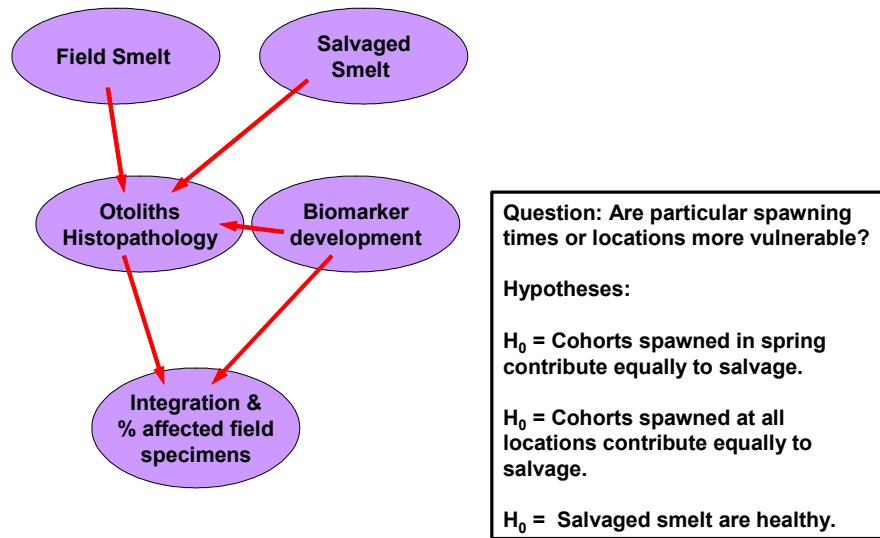 Field Smelt
Salvaged
Smelt
Otoliths
Histopathology
Biomarker
development
Integration &
% affected field
specimens
Question: Are particular spawning
times or locations more vulnerable?
Hypotheses:
H₀ = Cohorts spawned in spring
contribute equally to salvage.
H₀ = Cohorts spawned at all
locations contribute equally to
salvage.
H₀ = Salvaged smelt are healthy.